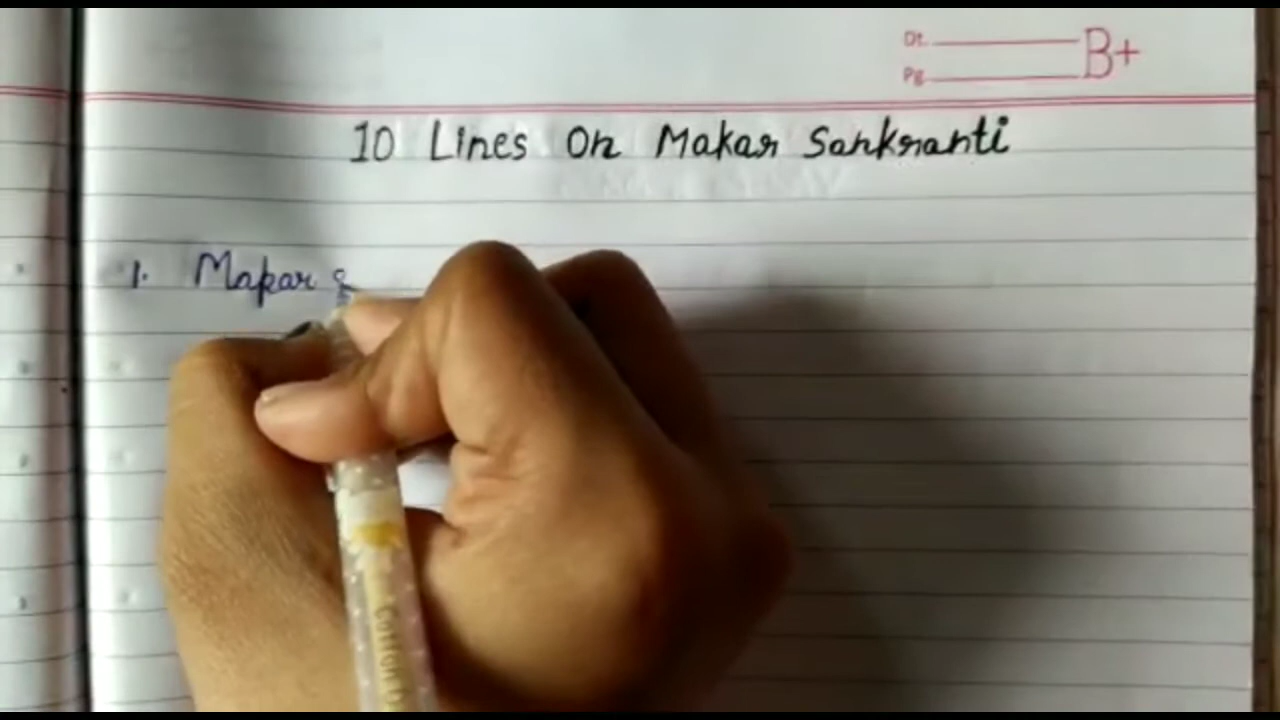 Dt.
B+
Pg.
10 Lines On Makar Sankranti
1. Makar S